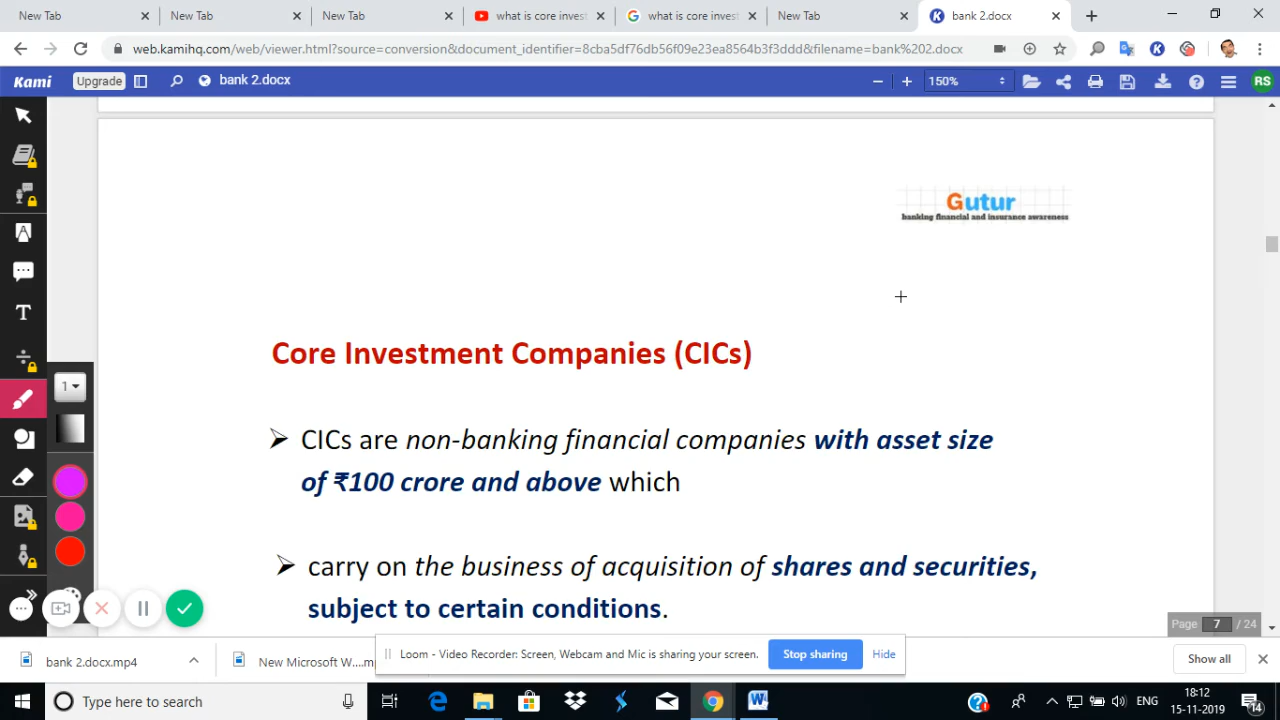 New Tab
New Tab
New Tab
what is core invest
what is core invest
New Tab
bank 2.docx
web.kamihq.com/web/viewer.html?source=conversion&document_identifier=8cba5df76db56f09e23ea8564b3f3ddd&filename=bank%202.docx
Kami
Upgrade
bank 2.docx
150%
RS
Gutur
banking financial and insurance awareness
Core Investment Companies (CICs)
1
CICs are non-banking financial companies with asset size
of ₹100 crore and above which
carry on the business of acquisition of shares and securities,
subject to certain conditions.
Page 7 / 24
bank 2.docx.mp4
New Microsoft W....m
Loom - Video Recorder: Screen, Webcam and Mic is sharing your screen.
Stop sharing
Hide
Show all
Type here to search
ENG
18:12
15-11-2019
14